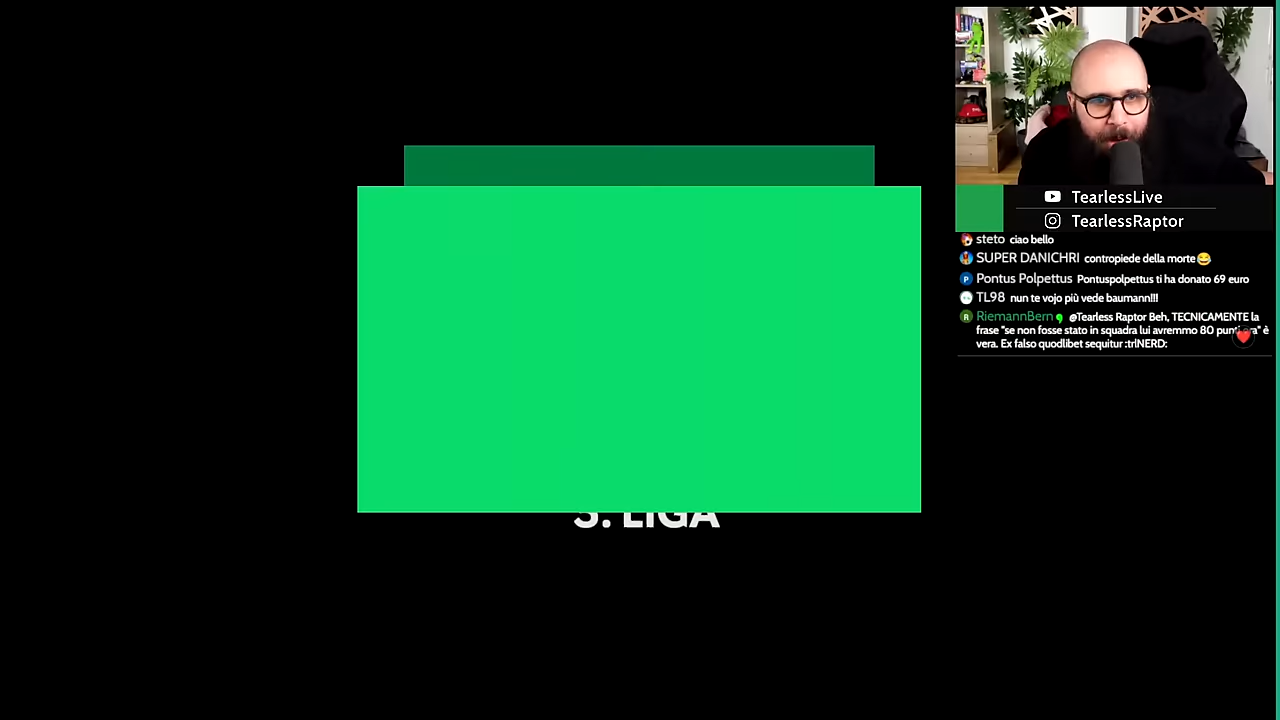 TearlessLive
TearlessRaptor
steto ciao bello
SUPER DANICHRI contropiede della morte😂
Pontus Polpettus Pontuspolpettus ti ha donato 69 euro
TL98 nun te vojo più vede baumann!!!
RiemannBern @Tearless Raptor Beh, TECNICAMENTE la
frase "se non fosse stato in squadra lui avremmo 80 è
vera. Ex falso quodlibet sequitur :trlNERD:
3. LIGA